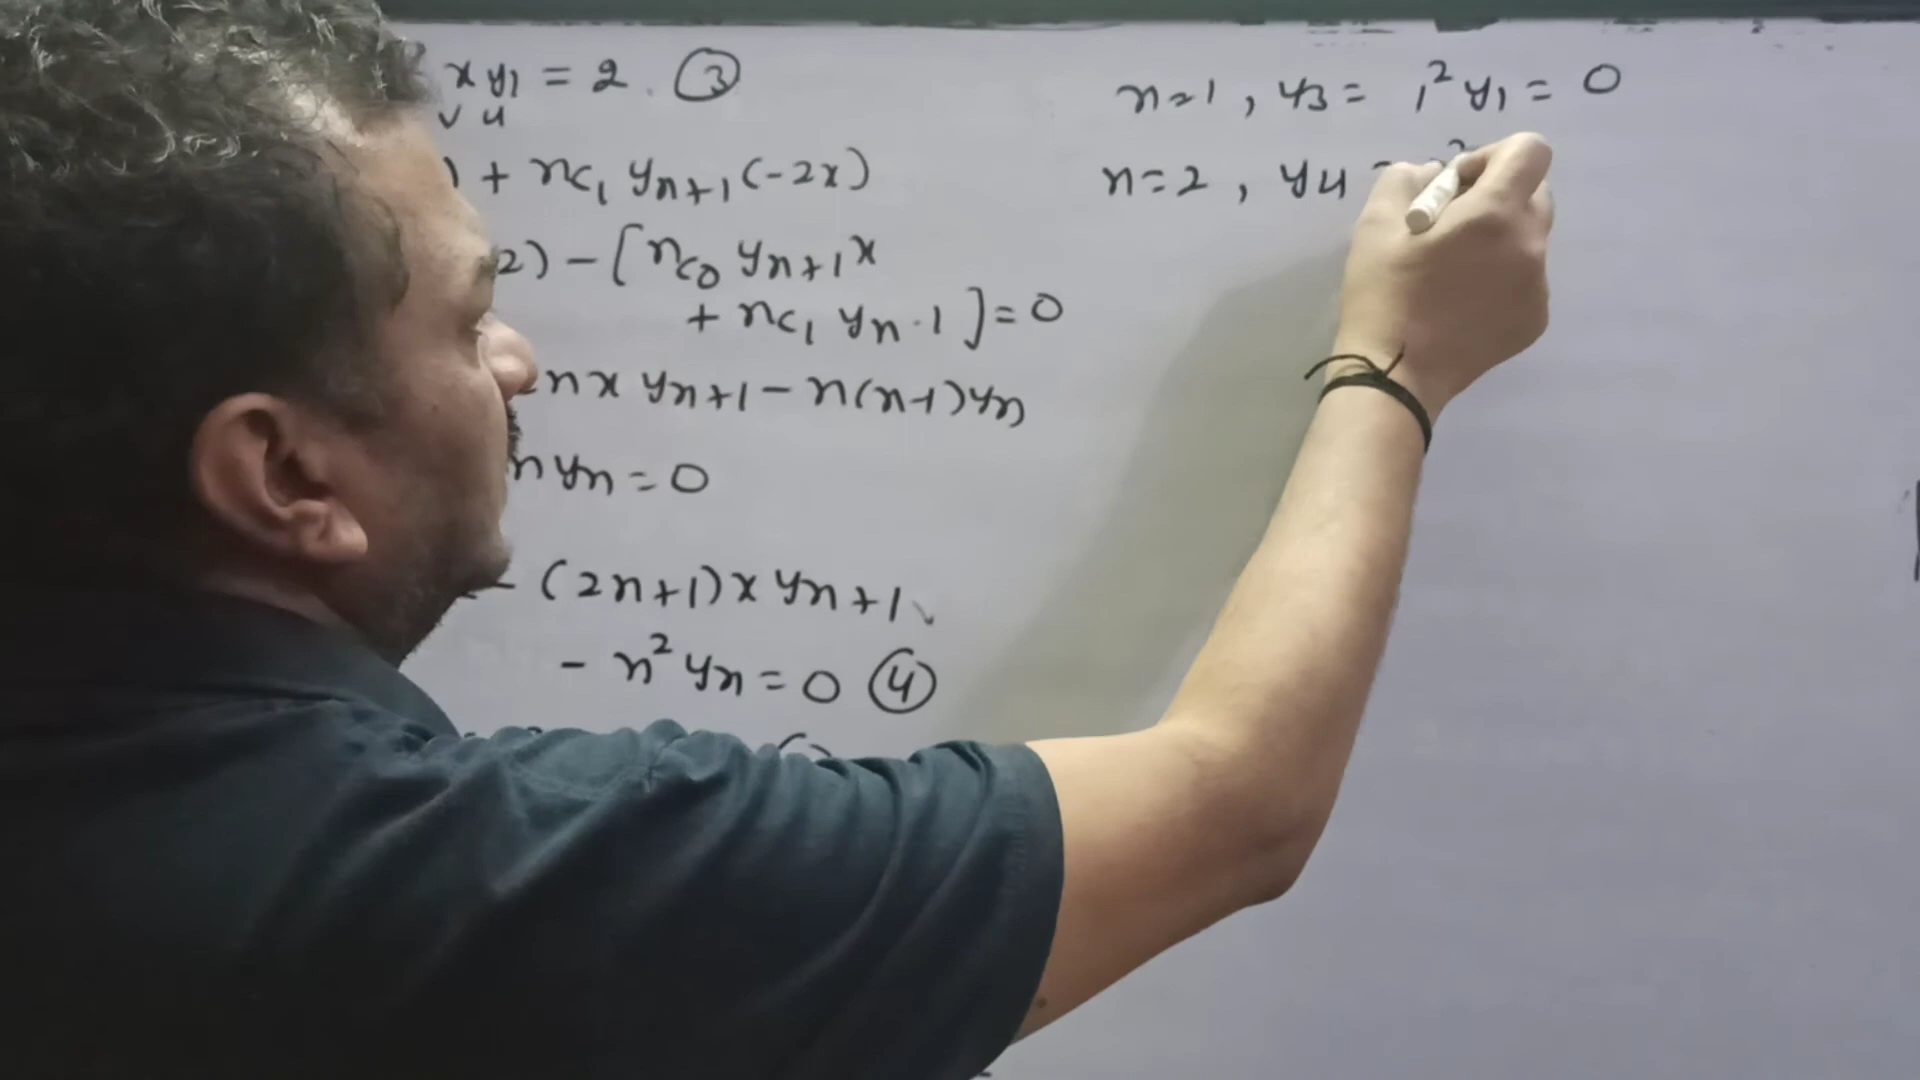 xy₁ = 2 . ③
) + nc₁ yn+1 (-2x)
2) - [nc₀ yn+1 x
+ nc₁ yn · 1] = 0
nx yn+1 - n(n-1)yn
n yn = 0
- (2n+1)x yn+1
- n² yn = 0 ④
n=1 , y₃ = 1² y₁ = 0
n=2 , y₄ =